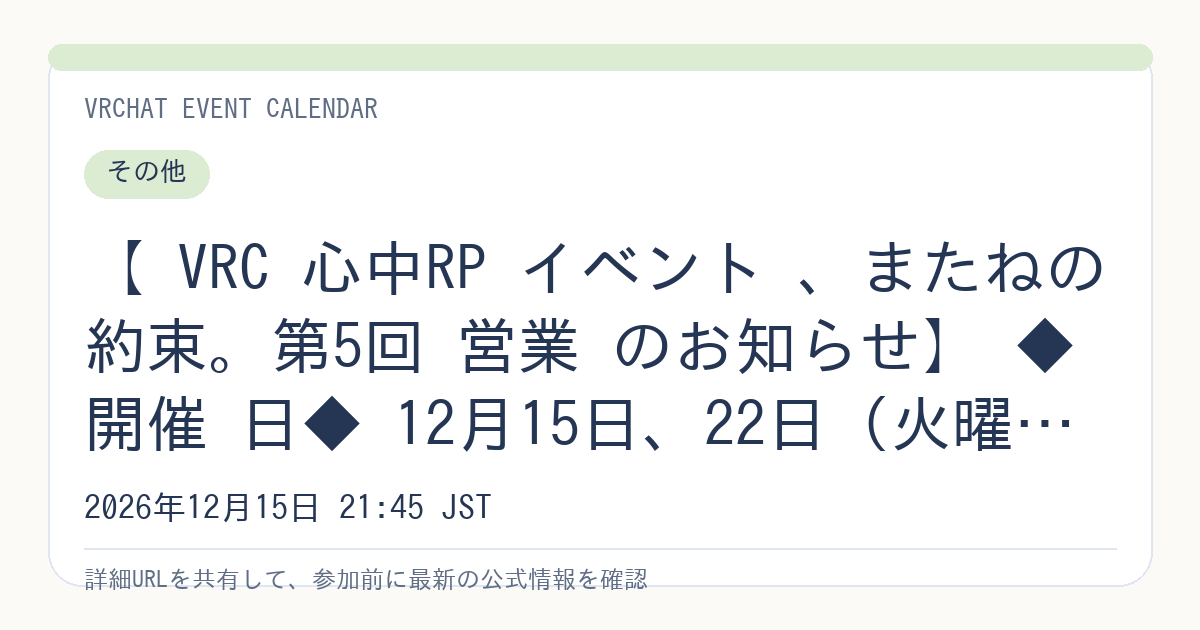 VRCHAT EVENT CALENDAR
その他
【 VRC 心中RP イベント 、またねの
約束。第5回 営業 のお知らせ】 ◆
開催 日◆ 12月15日、22日（火曜…
2026年12月15日 21:45 JST
詳細URLを共有して、参加前に最新の公式情報を確認